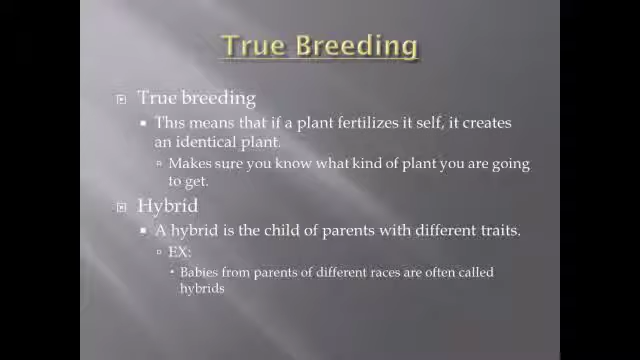 True Breeding
True breeding
This means that if a plant fertilizes it self, it creates
an identical plant.
Makes sure you know what kind of plant you are going
to get.
Hybrid
A hybrid is the child of parents with different traits.
EX:
Babies from parents of different races are often called
hybrids